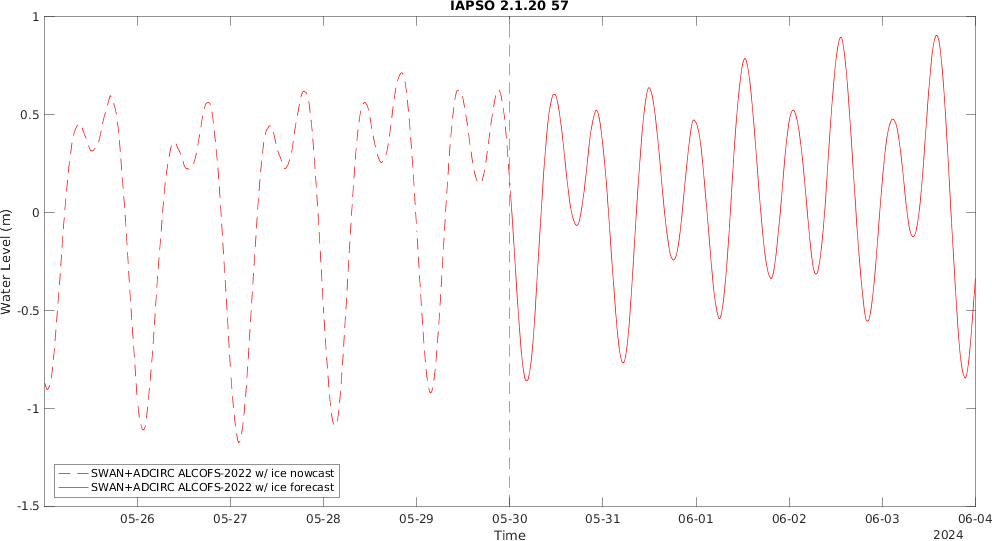 IAPSO 2.1.20 57
1
0.5
0
-0.5
-1
-1.5
Water Level (m)
SWAN+ADCIRC ALCOFS-2022 w/ ice nowcast
SWAN+ADCIRC ALCOFS-2022 w/ ice forecast
05-26 05-27 05-28 05-29 05-30 05-31 06-01 06-02 06-03 06-04
Time
2024